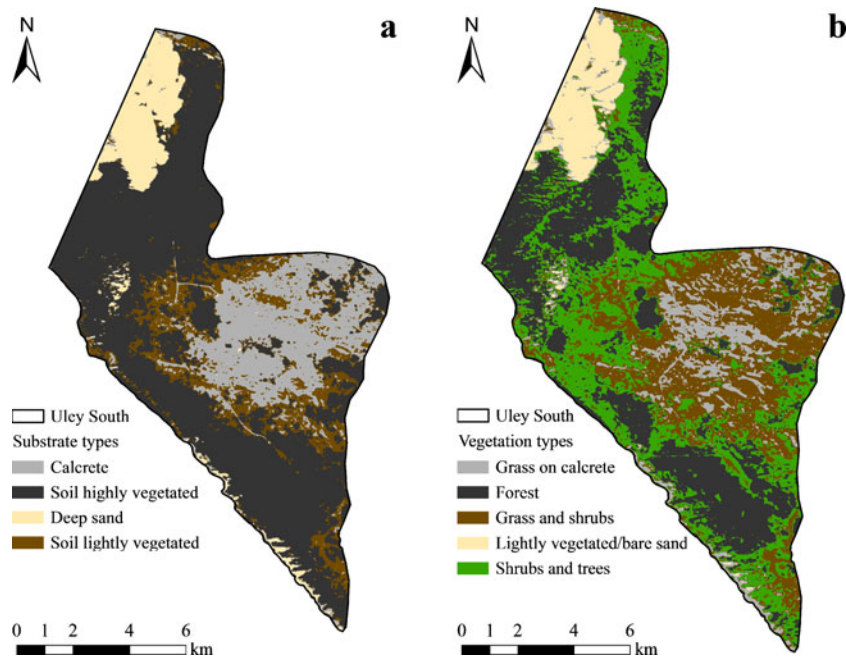 N
a
Uley South
Substrate types
Calcrete
Soil highly vegetated
Deep sand
Soil lightly vegetated
0 1 2 4 6
km
N
b
Uley South
Vegetation types
Grass on calcrete
Forest
Grass and shrubs
Lightly vegetated/bare sand
Shrubs and trees
0 1 2 4 6
km